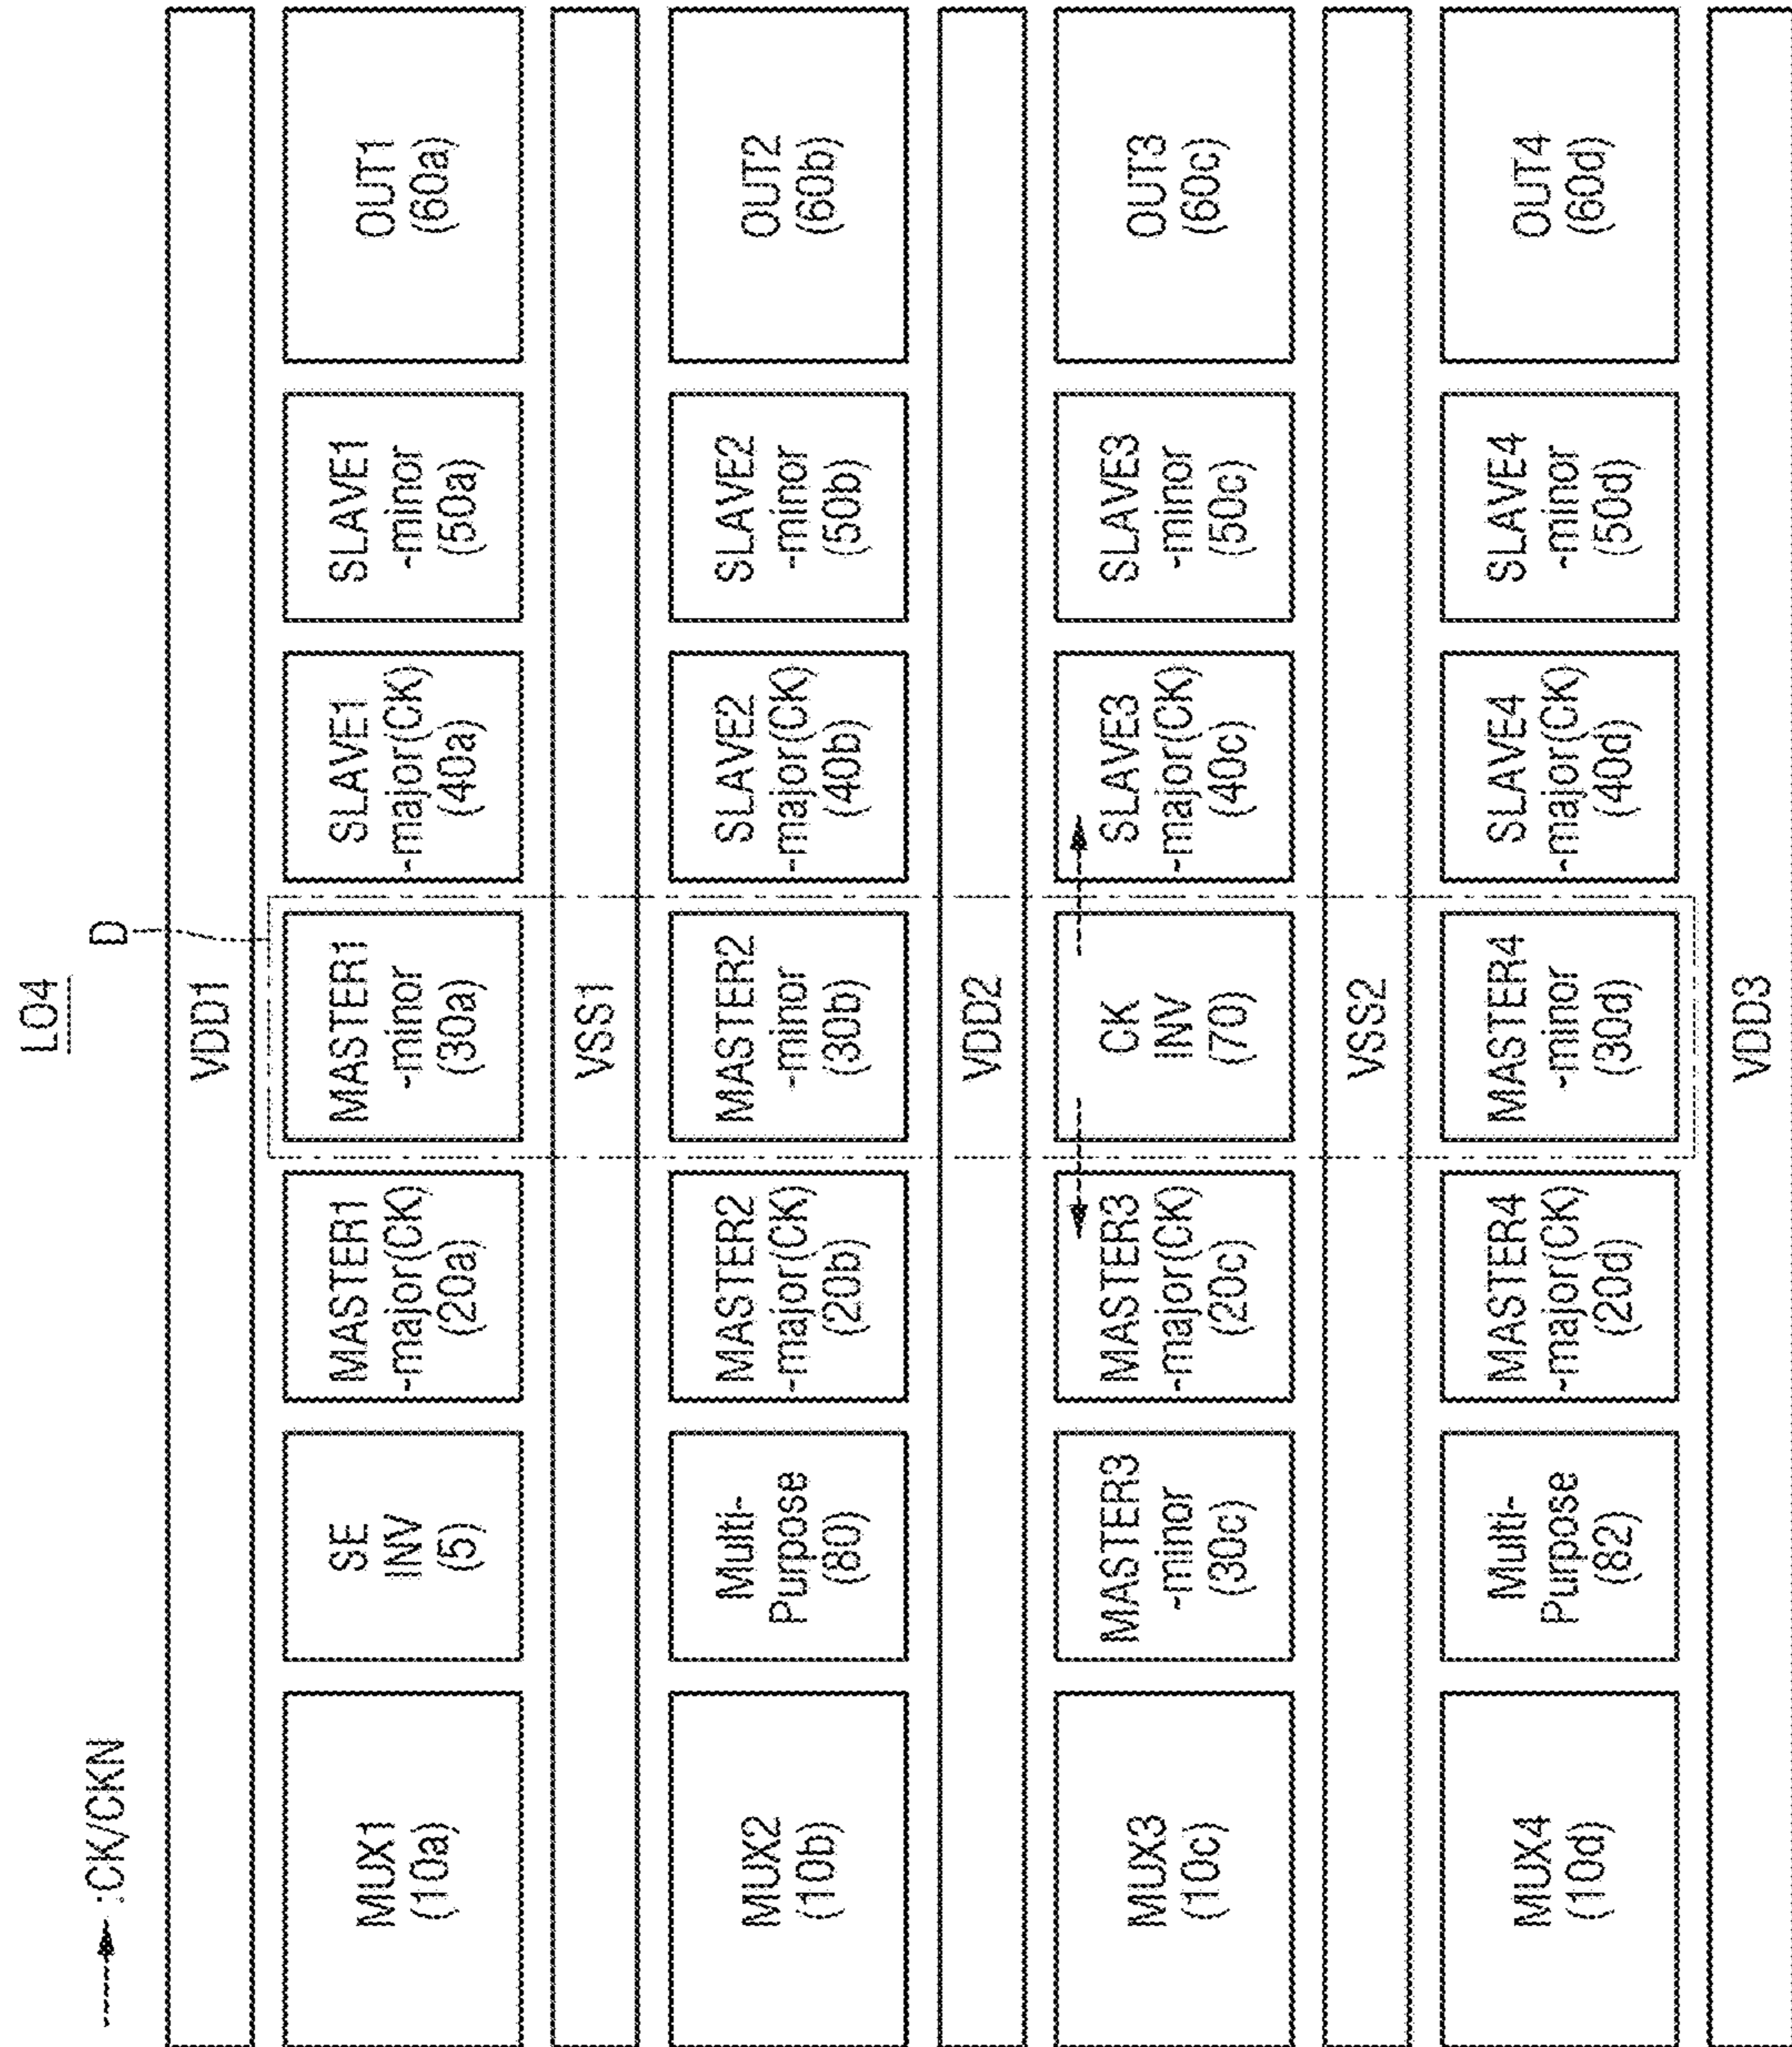 LO4
:CK/CKN
D
VDD1
MUX1
(10a)
SE
INV
(5)
MASTER1
-major(CK)
(20a)
MASTER1
-minor
(30a)
SLAVE1
-major(CK)
(40a)
SLAVE1
-minor
(50a)
OUT1
(60a)
VSS1
MUX2
(10b)
Multi-
Purpose
(80)
MASTER2
-major(CK)
(20b)
MASTER2
-minor
(30b)
SLAVE2
-major(CK)
(40b)
SLAVE2
-minor
(50b)
OUT2
(60b)
VDD2
MUX3
(10c)
MASTER3
-minor
(30c)
MASTER3
-major(CK)
(20c)
CK
INV
(70)
SLAVE3
-major(CK)
(40c)
SLAVE3
-minor
(50c)
OUT3
(60c)
VSS2
MUX4
(10d)
Multi-
Purpose
(82)
MASTER4
-major(CK)
(20d)
MASTER4
-minor
(30d)
SLAVE4
-major(CK)
(40d)
SLAVE4
-minor
(50d)
OUT4
(60d)
VDD3